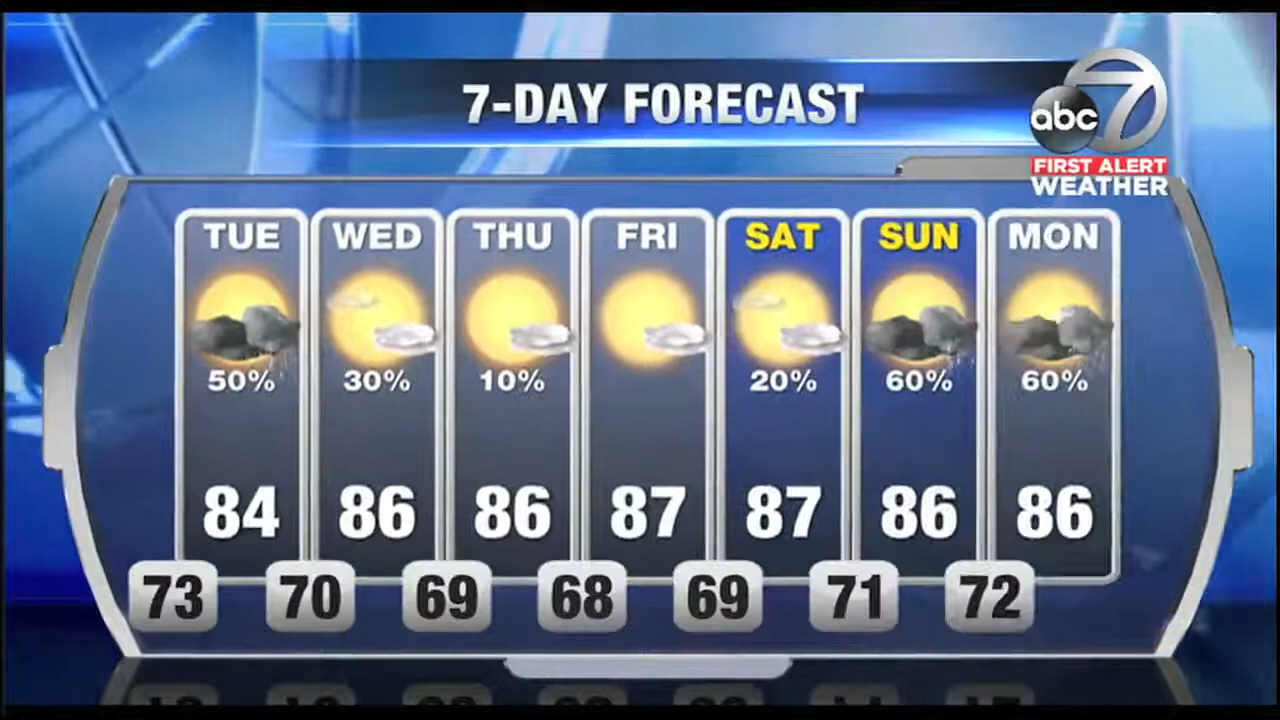 7-DAY FORECAST
abc 7
FIRST ALERT
WEATHER
TUE WED THU FRI SAT SUN MON
50% 30% 10% 20% 60% 60%
84 86 86 87 87 86 86
73 70 69 68 69 71 72